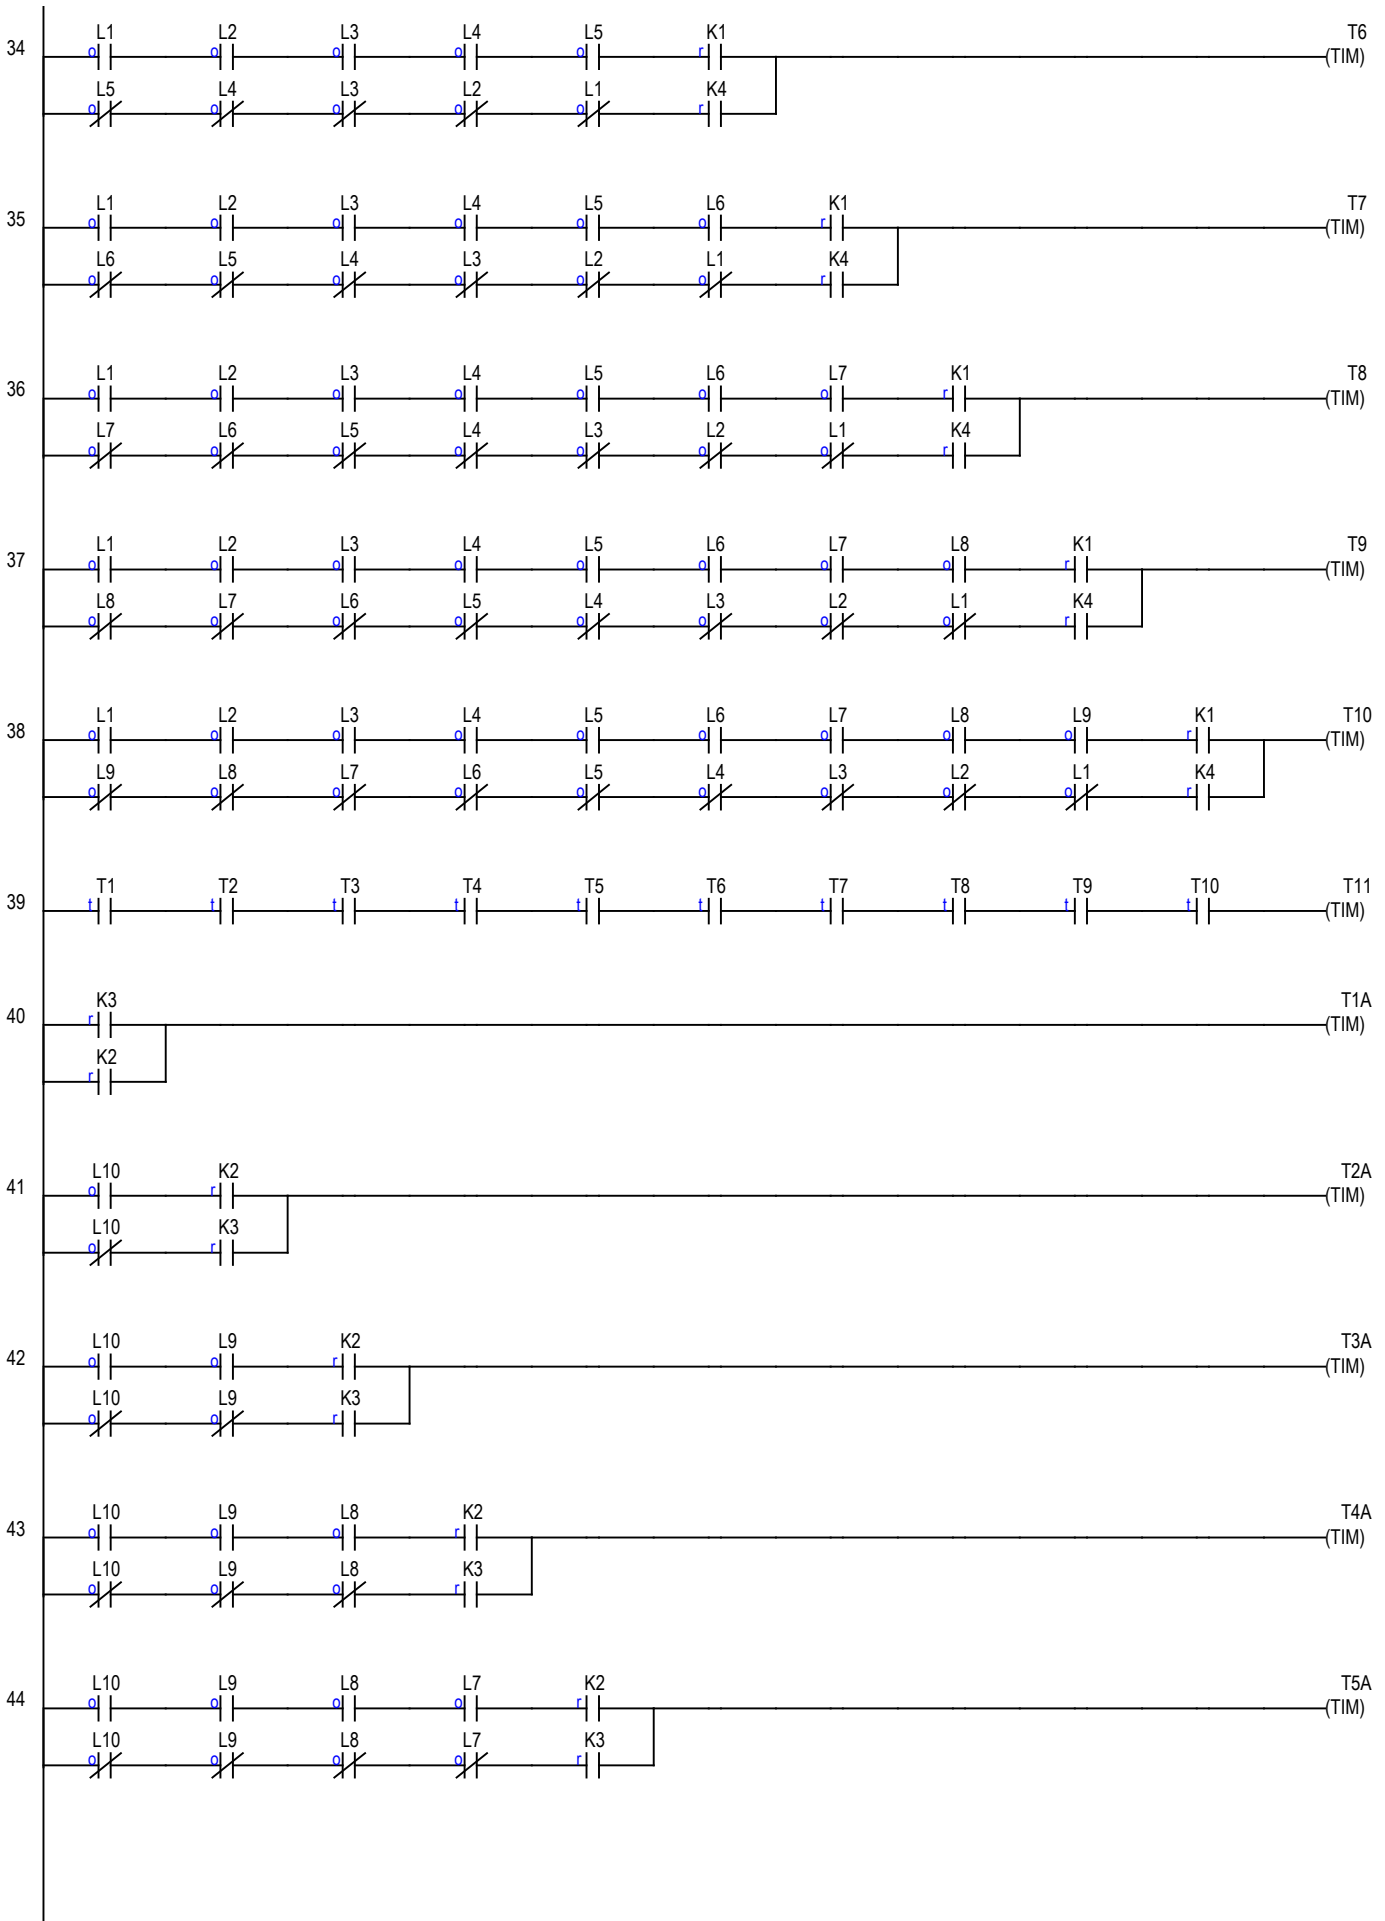 L1 L2 L3 L4 L5 K1 T6
34 o o o o o r (TIM)
L5 L4 L3 L2 L1 K4
o o o o o r
L1 L2 L3 L4 L5 L6 K1 T7
35 o o o o o o r (TIM)
L6 L5 L4 L3 L2 L1 K4
o o o o o o r
L1 L2 L3 L4 L5 L6 L7 K1 T8
36 o o o o o o o r (TIM)
L7 L6 L5 L4 L3 L2 L1 K4
o o o o o o o r
L1 L2 L3 L4 L5 L6 L7 L8 K1 T9
37 o o o o o o o o r (TIM)
L8 L7 L6 L5 L4 L3 L2 L1 K4
o o o o o o o o r
L1 L2 L3 L4 L5 L6 L7 L8 L9 K1 T10
38 o o o o o o o o o r (TIM)
L9 L8 L7 L6 L5 L4 L3 L2 L1 K4
o o o o o o o o o r
T1 T2 T3 T4 T5 T6 T7 T8 T9 T10 T11
39 t t t t t t t t t t (TIM)
K3 T1A
40 r (TIM)
K2
r
L10 K2 T2A
41 o r (TIM)
L10 K3
o r
L10 L9 K2 T3A
42 o o r (TIM)
L10 L9 K3
o o r
L10 L9 L8 K2 T4A
43 o o o r (TIM)
L10 L9 L8 K3
o o o r
L10 L9 L8 L7 K2 T5A
44 o o o o r (TIM)
L10 L9 L8 L7 K3
o o o o r